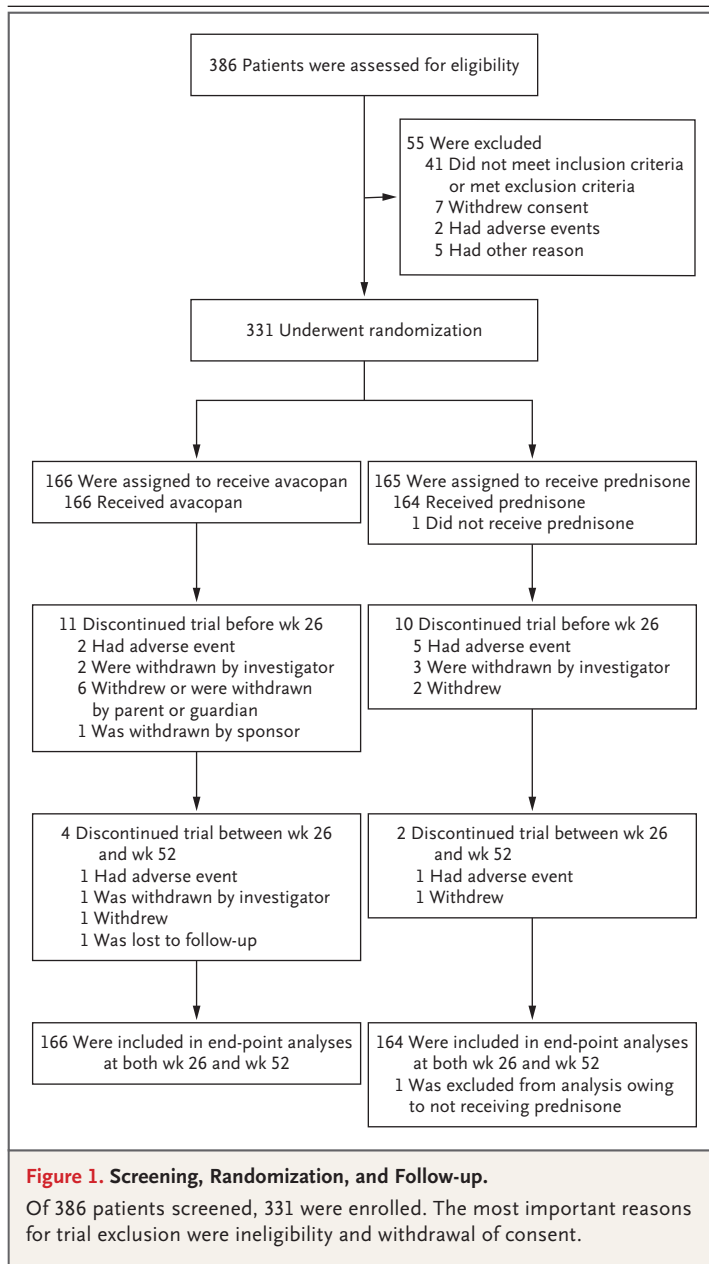 386 Patients were assessed for eligibility
55 Were excluded
41 Did not meet inclusion criteria
or met exclusion criteria
7 Withdrew consent
2 Had adverse events
5 Had other reason
331 Underwent randomization
166 Were assigned to receive avacopan
166 Received avacopan
165 Were assigned to receive prednisone
164 Received prednisone
1 Did not receive prednisone
11 Discontinued trial before wk 26
2 Had adverse event
2 Were withdrawn by investigator
6 Withdrew or were withdrawn
by parent or guardian
1 Was withdrawn by sponsor
10 Discontinued trial before wk 26
5 Had adverse event
3 Were withdrawn by investigator
2 Withdrew
4 Discontinued trial between wk 26
and wk 52
1 Had adverse event
1 Was withdrawn by investigator
1 Withdrew
1 Was lost to follow-up
2 Discontinued trial between wk 26
and wk 52
1 Had adverse event
1 Withdrew
166 Were included in end-point analyses
at both wk 26 and wk 52
164 Were included in end-point analyses
at both wk 26 and wk 52
1 Was excluded from analysis owing
to not receiving prednisone
Figure 1. Screening, Randomization, and Follow-up.
Of 386 patients screened, 331 were enrolled. The most important reasons
for trial exclusion were ineligibility and withdrawal of consent.